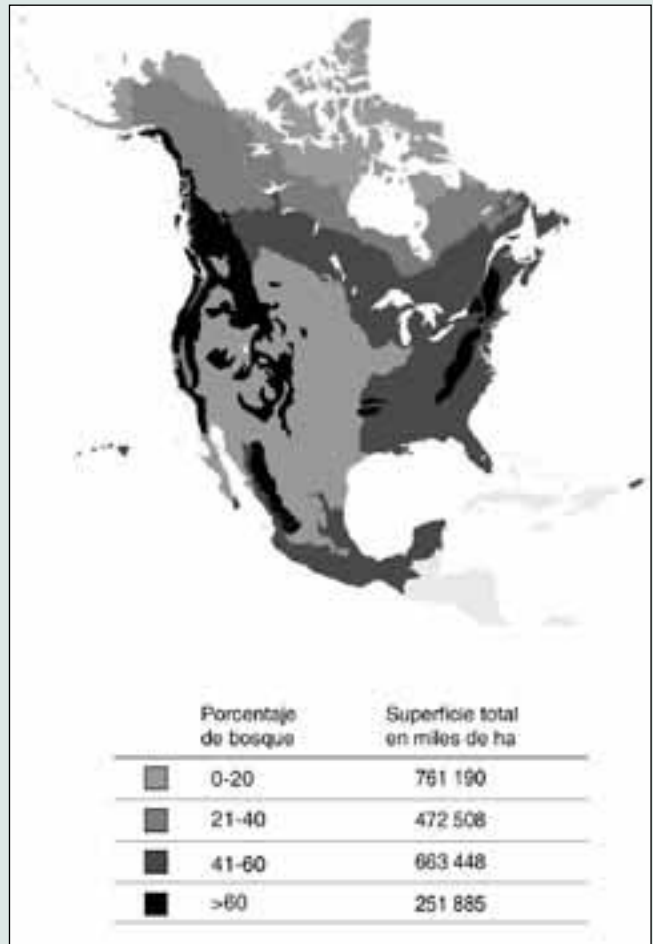 Porcentaje de bosque
Superficie total en miles de ha
0-20 761 190
21-40 472 508
41-60 663 448
>60 251 885